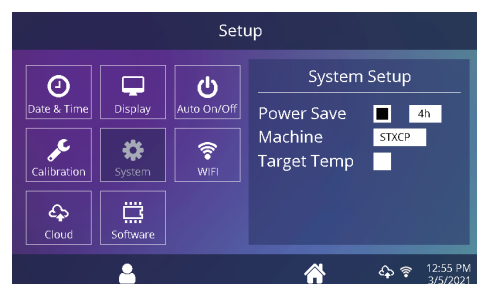 Setup
Date & Time
Display
Auto On/Off
Calibration
System
WIFI
Cloud
Software
System Setup
Power Save 4h
Machine STXCP
Target Temp
12:55 PM
3/5/2021